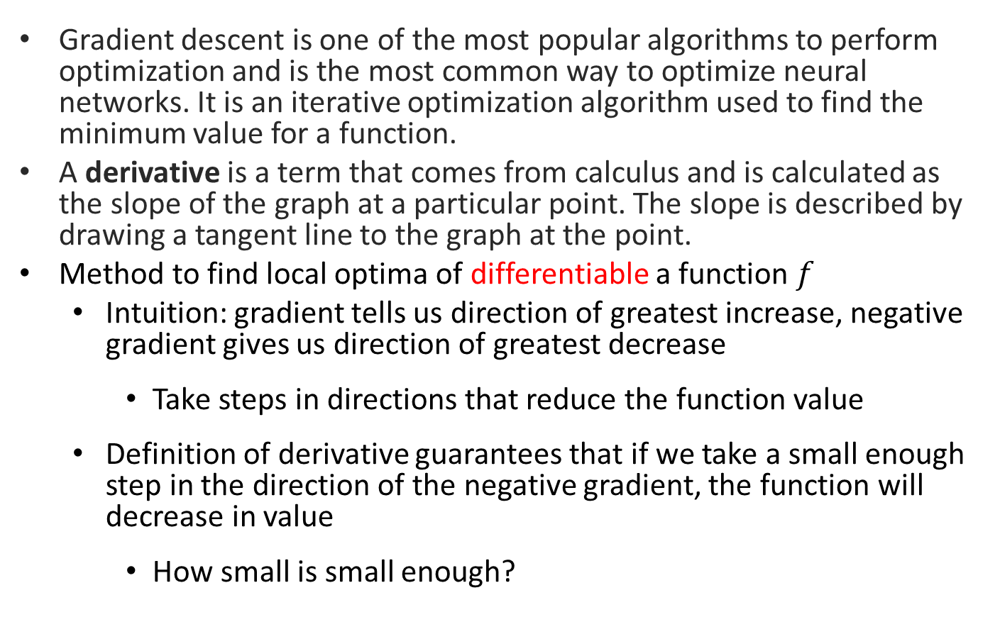 • Gradient descent is one of the most popular algorithms to perform
optimization and is the most common way to optimize neural
networks. It is an iterative optimization algorithm used to find the
minimum value for a function.
• A derivative is a term that comes from calculus and is calculated as
the slope of the graph at a particular point. The slope is described by
drawing a tangent line to the graph at the point.
• Method to find local optima of differentiable a function 𝑓
• Intuition: gradient tells us direction of greatest increase, negative
gradient gives us direction of greatest decrease
• Take steps in directions that reduce the function value
• Definition of derivative guarantees that if we take a small enough
step in the direction of the negative gradient, the function will
decrease in value
• How small is small enough?